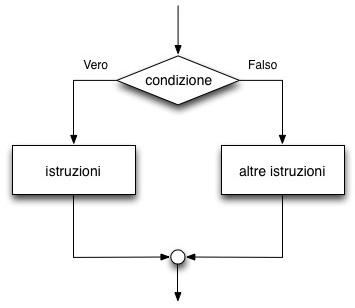 Vero
Falso
condizione
istruzioni
altre istruzioni